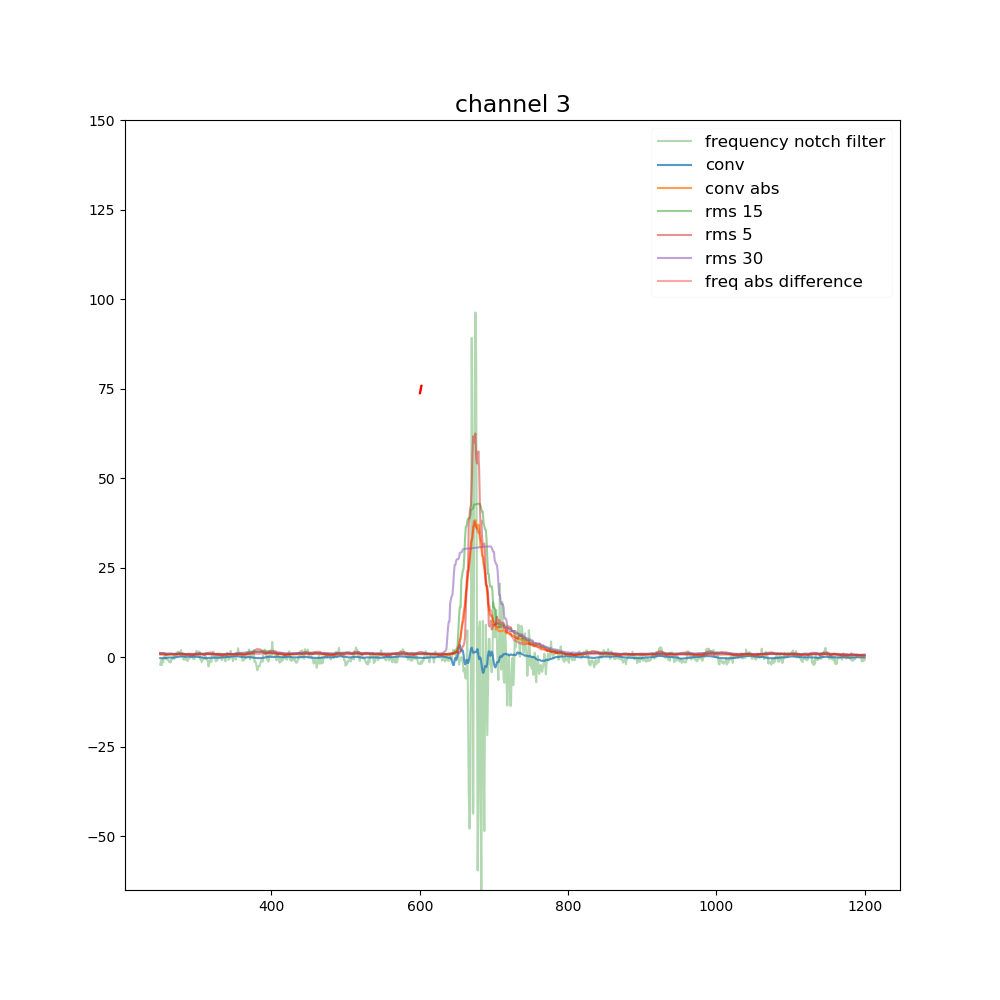 channel 3
150
125
100
75
50
25
0
−25
−50
400 600 800 1000 1200
frequency notch filter
conv
conv abs
rms 15
rms 5
rms 30
freq abs difference